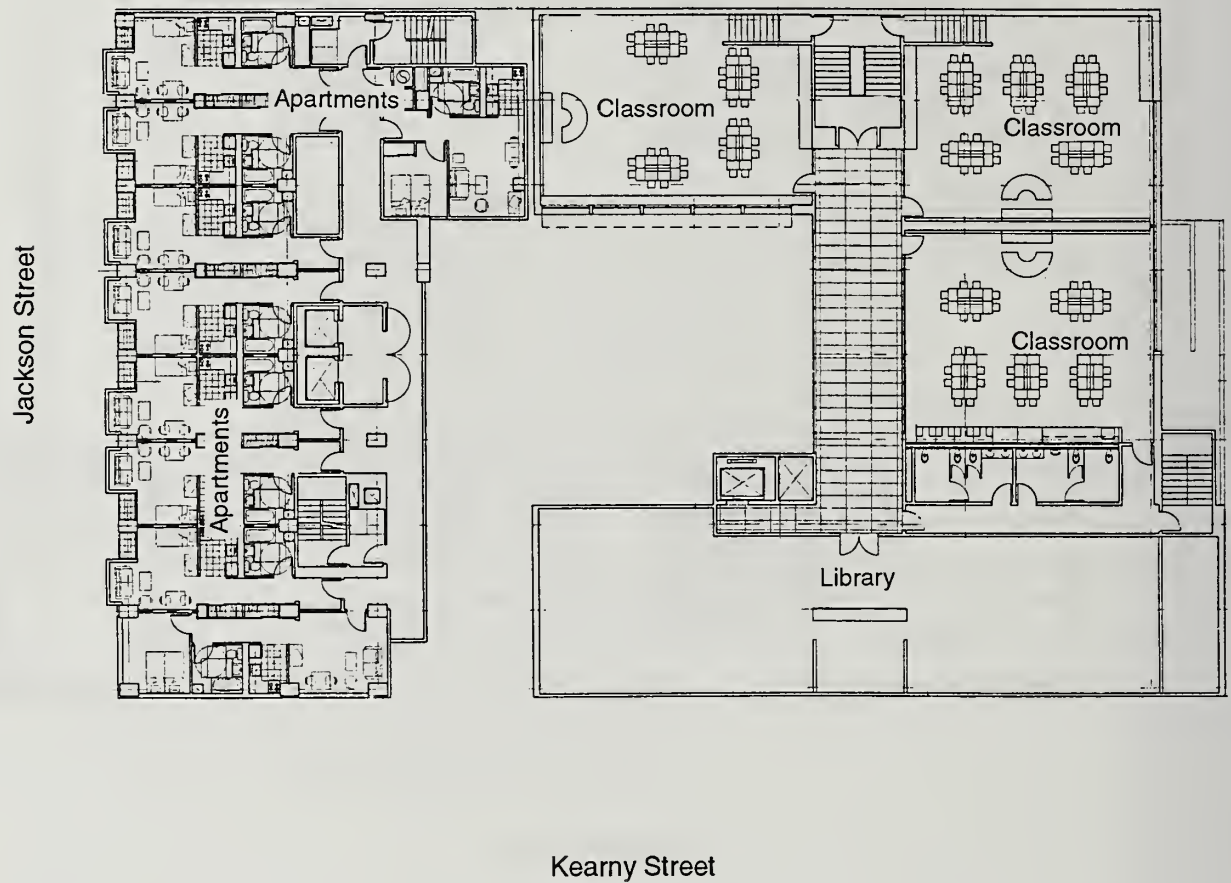 Apartments
Classroom
Classroom
Jackson Street
Classroom
Apartments
Library
Kearny Street